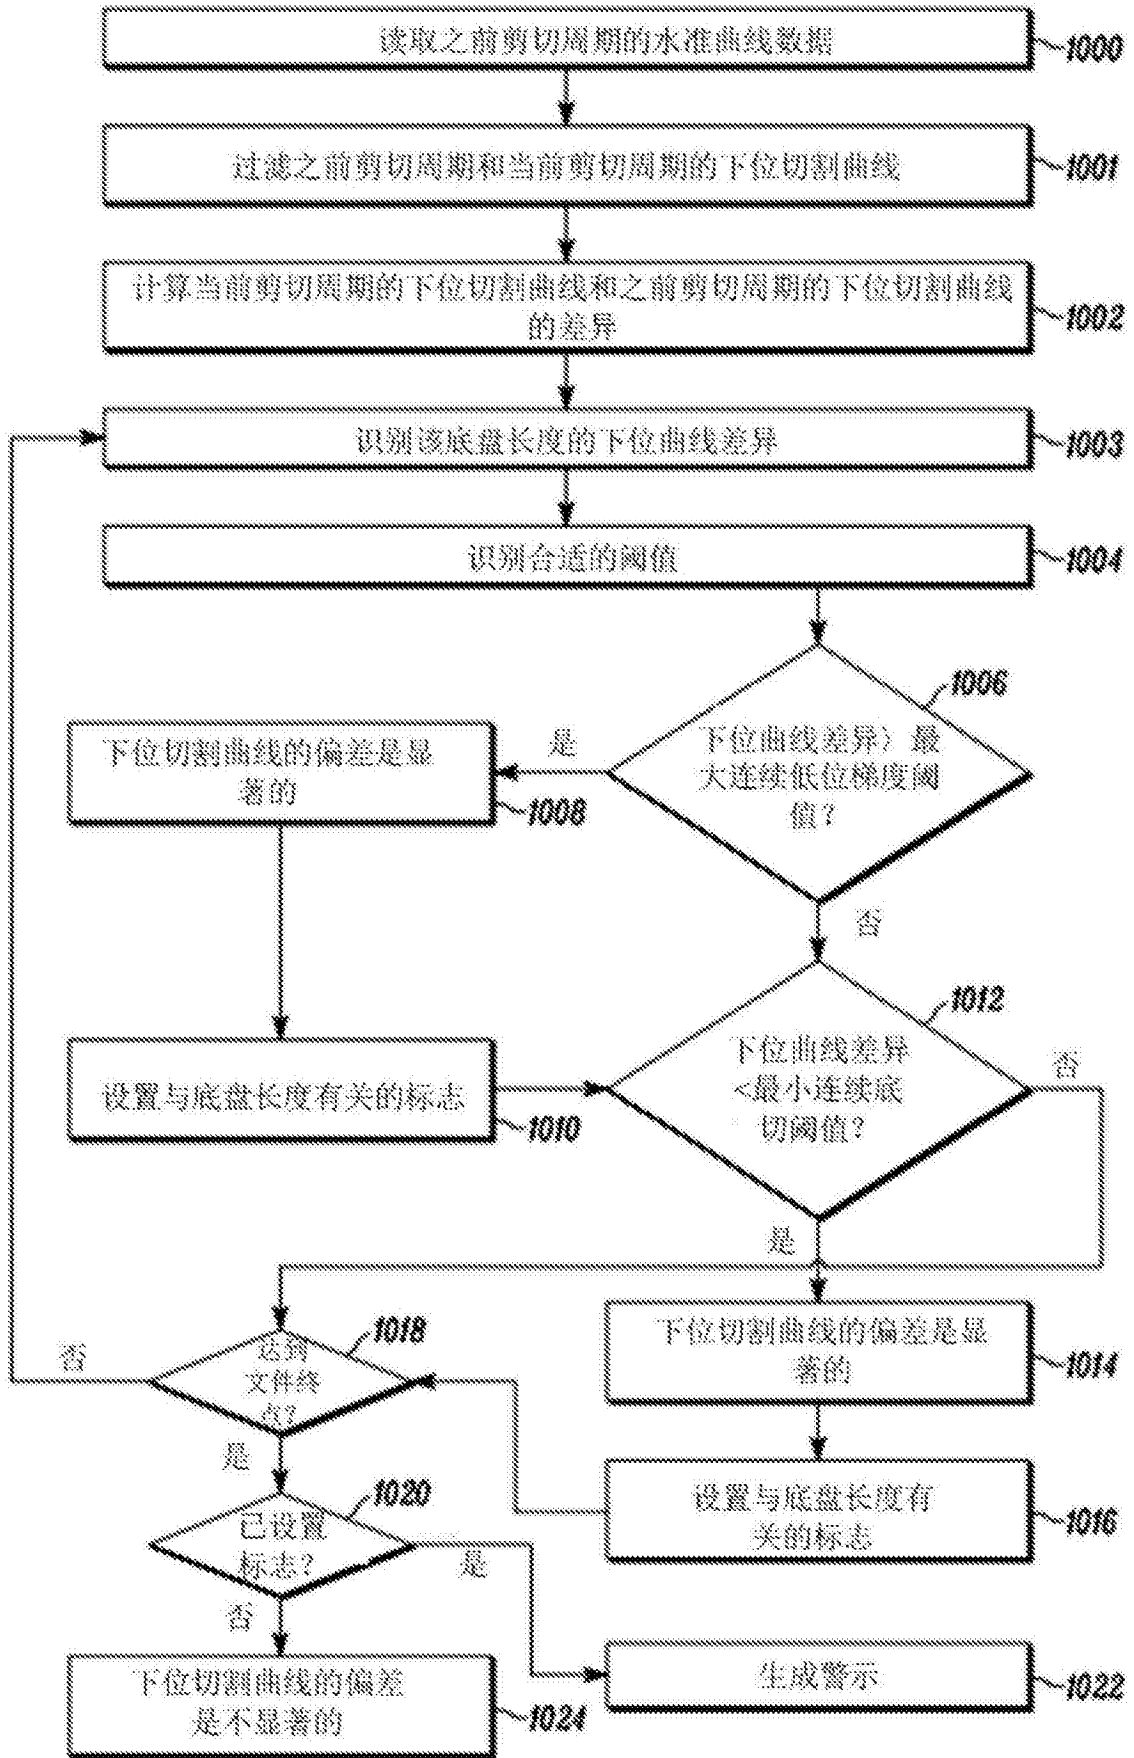 读取之前剪切周期的水准曲线数据
1000
过滤之前剪切周期和当前剪切周期的下位切割曲线
1001
计算当前剪切周期的下位切割曲线和之前剪切周期的下位切割曲线
的差异
1002
识别该底盘长度的下位曲线差异
1003
识别合适的阈值
1004
1006
下位曲线差异〉最
大连续低位梯度阈
值?
是
下位切割曲线的偏差是显
著的
1008
否
1012
下位曲线差异
<最小连续底
切阈值?
否
设置与底盘长度有关的标志
1010
是
下位切割曲线的偏差是显
著的
1014
1018
达到
文件终
点?
否
是
设置与底盘长度有
关的标志
1016
1020
已设置
标志?
是
否
生成警示
1022
下位切割曲线的偏差
是不显著的
1024